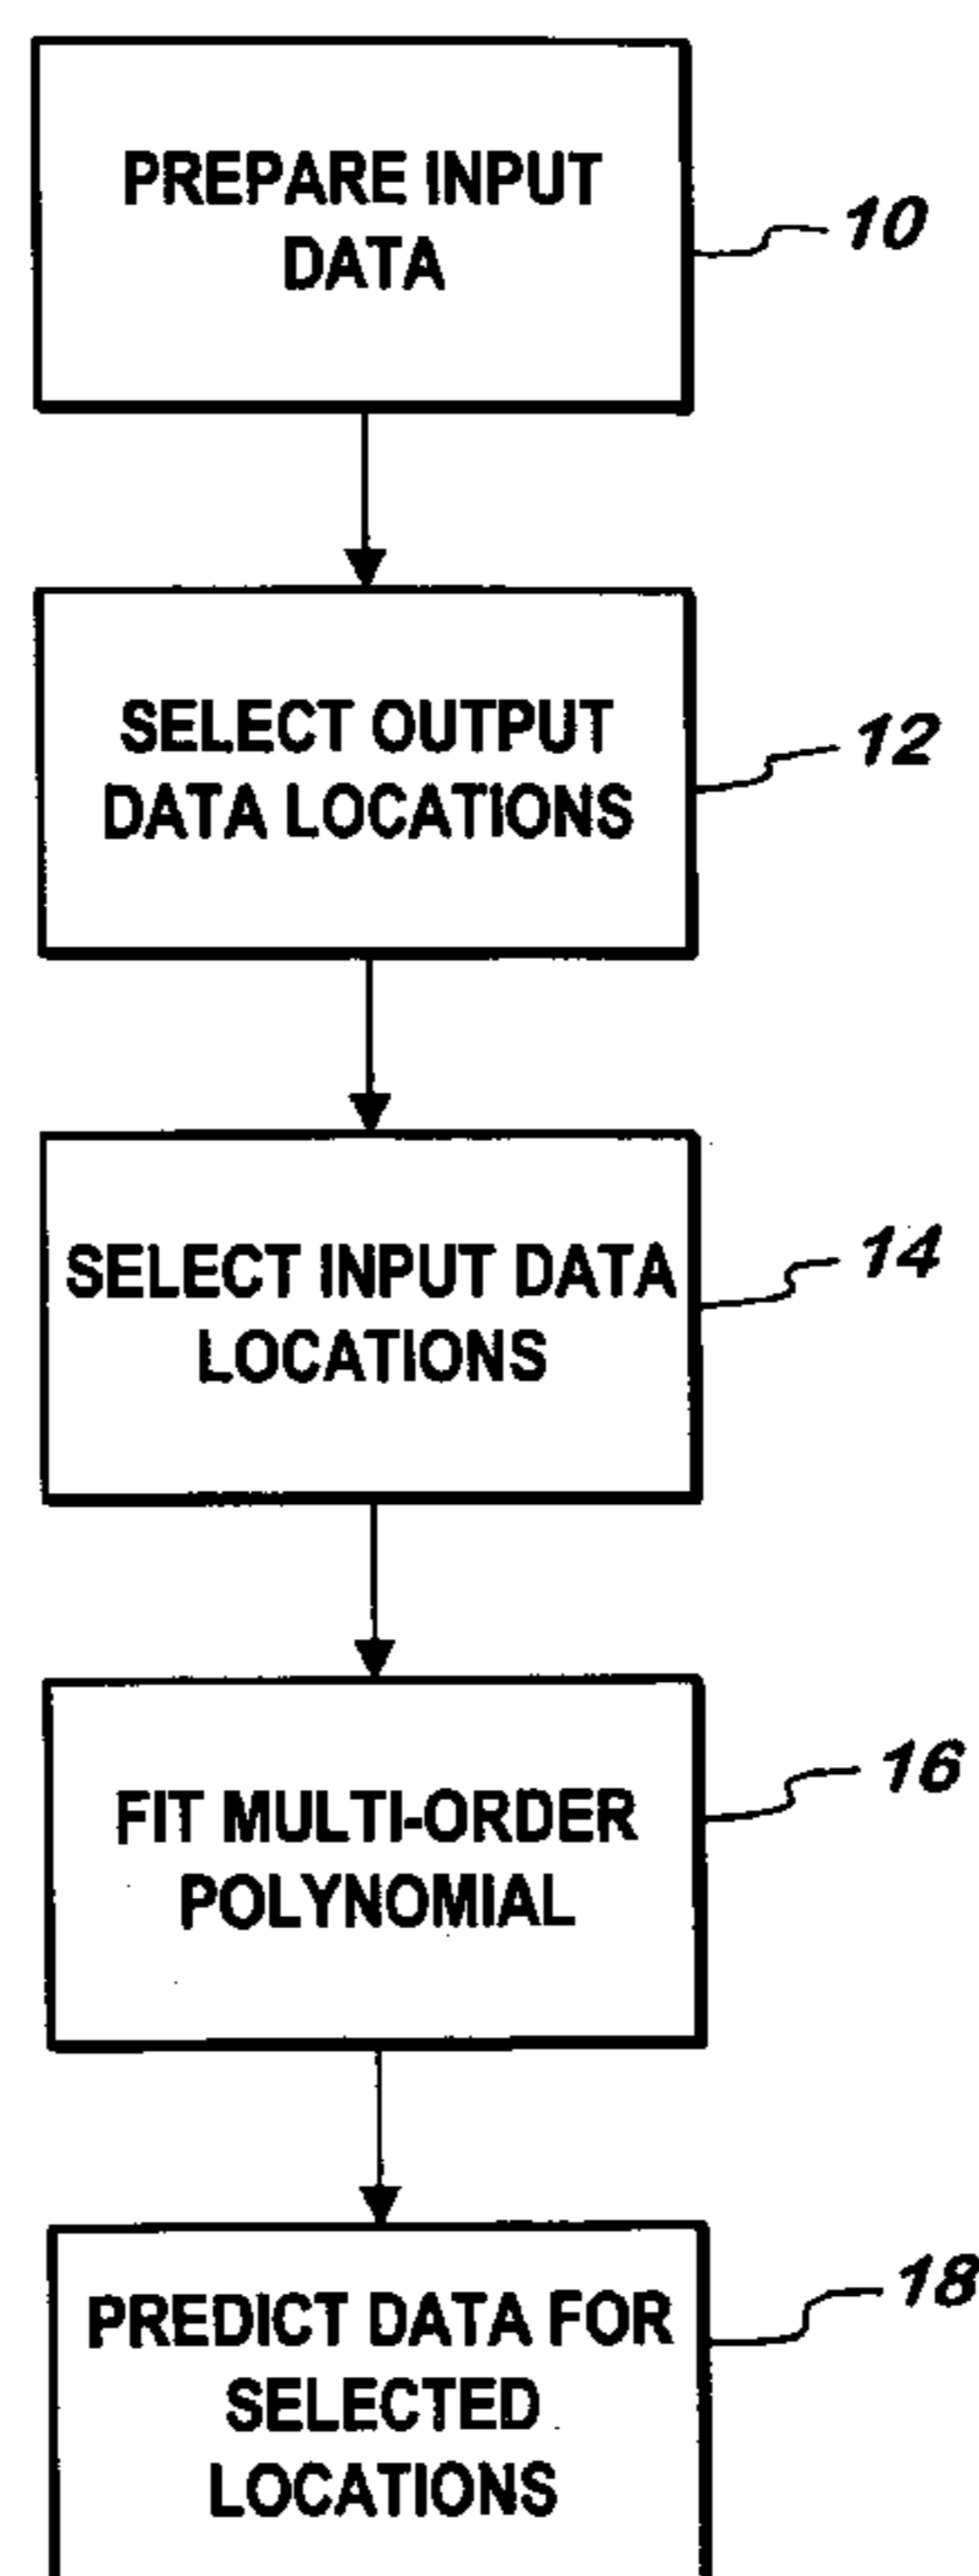 PREPARE INPUT
DATA
10
SELECT OUTPUT
DATA LOCATIONS
12
SELECT INPUT DATA
LOCATIONS
14
FIT MULTI-ORDER
POLYNOMIAL
16
PREDICT DATA FOR
SELECTED
LOCATIONS
18